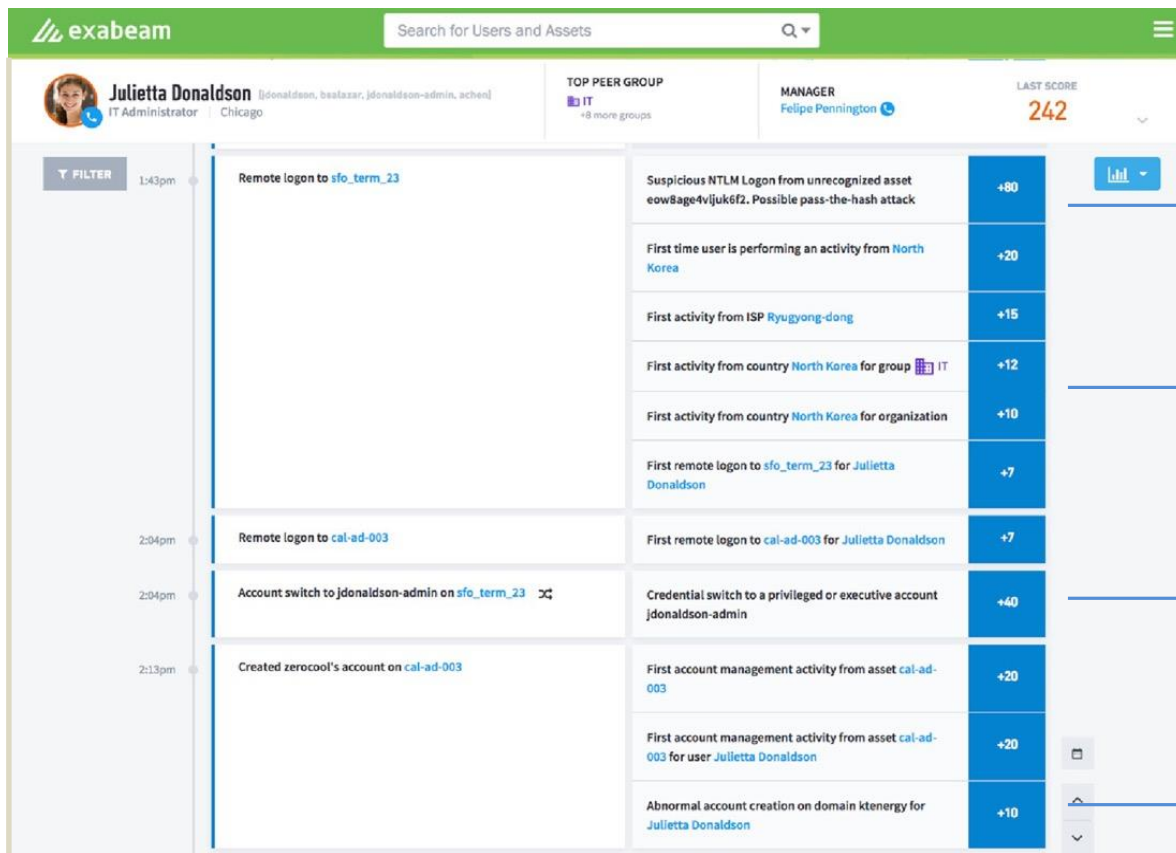 exabeam
Search for Users and Assets
Julietta Donaldson [jdonaldson, bsalazar, jdonaldson-admin, achen]
IT Administrator | Chicago
TOP PEER GROUP
IT
+8 more groups
MANAGER
Felipe Pennington
LAST SCORE
242
FILTER
1:43pm
Remote logon to sfo_term_23
Suspicious NTLM Logon from unrecognized asset
eow8age4vljuk6f2. Possible pass-the-hash attack
+80
First time user is performing an activity from North
Korea
+20
First activity from ISP Ryugyong-dong
+15
First activity from country North Korea for group IT
+12
First activity from country North Korea for organization
+10
First remote logon to sfo_term_23 for Julietta
Donaldson
+7
2:04pm
Remote logon to cal-ad-003
First remote logon to cal-ad-003 for Julietta Donaldson
+7
2:04pm
Account switch to jdonaldson-admin on sfo_term_23
Credential switch to a privileged or executive account
jdonaldson-admin
+40
2:13pm
Created zerocool's account on cal-ad-003
First account management activity from asset cal-ad-
003
+20
First account management activity from asset cal-ad-
003 for user Julietta Donaldson
+20
Abnormal account creation on domain ktenergy for
Julietta Donaldson
+10